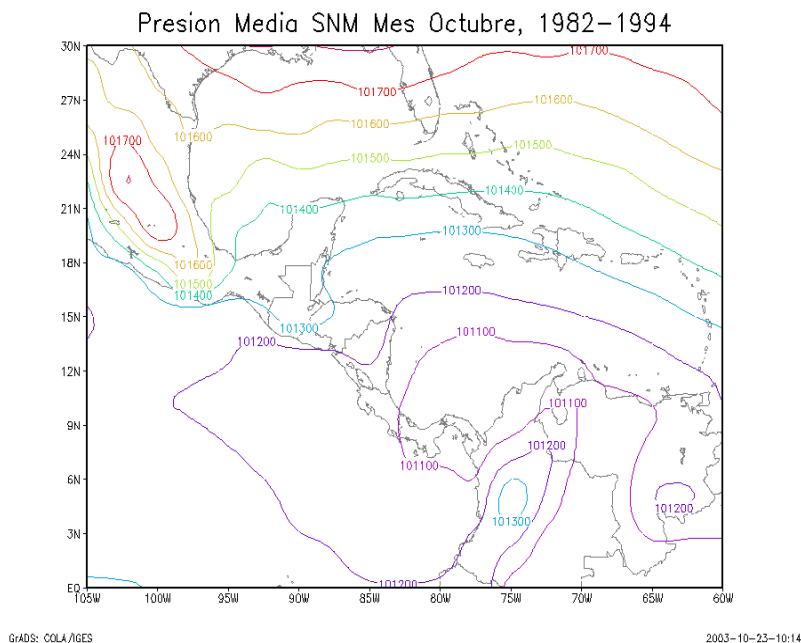 Presion Media SNM Mes Octubre, 1982-1994
30N
27N
24N
21N
18N
15N
12N
9N
6N
3N
EQ
101700
101700
101600
101700
101600
101600
101500
101500
101400
101400
101300
101600
101500
101400
101200
101300
101200
101100
101100
101200
101100
101200
101300
101200
105W 100W 95W 90W 85W 80W 75W 70W 65W 60W
GrADS: COLA/IGES
2003-10-23-10:14